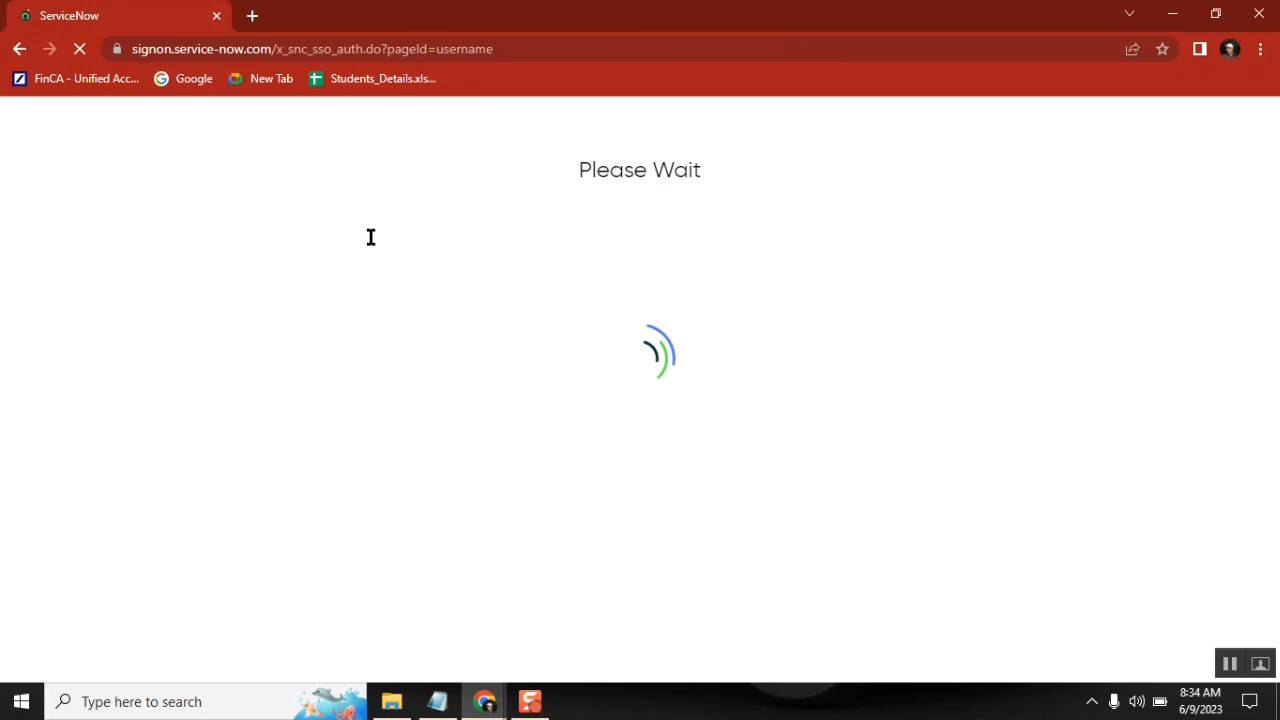 ServiceNow
signon.service-now.com/x_snc_sso_auth.do?pageId=username
FinCA - Unified Acc... Google New Tab Students_Details.xls...
Please Wait
Type here to search
8:34 AM
6/9/2023